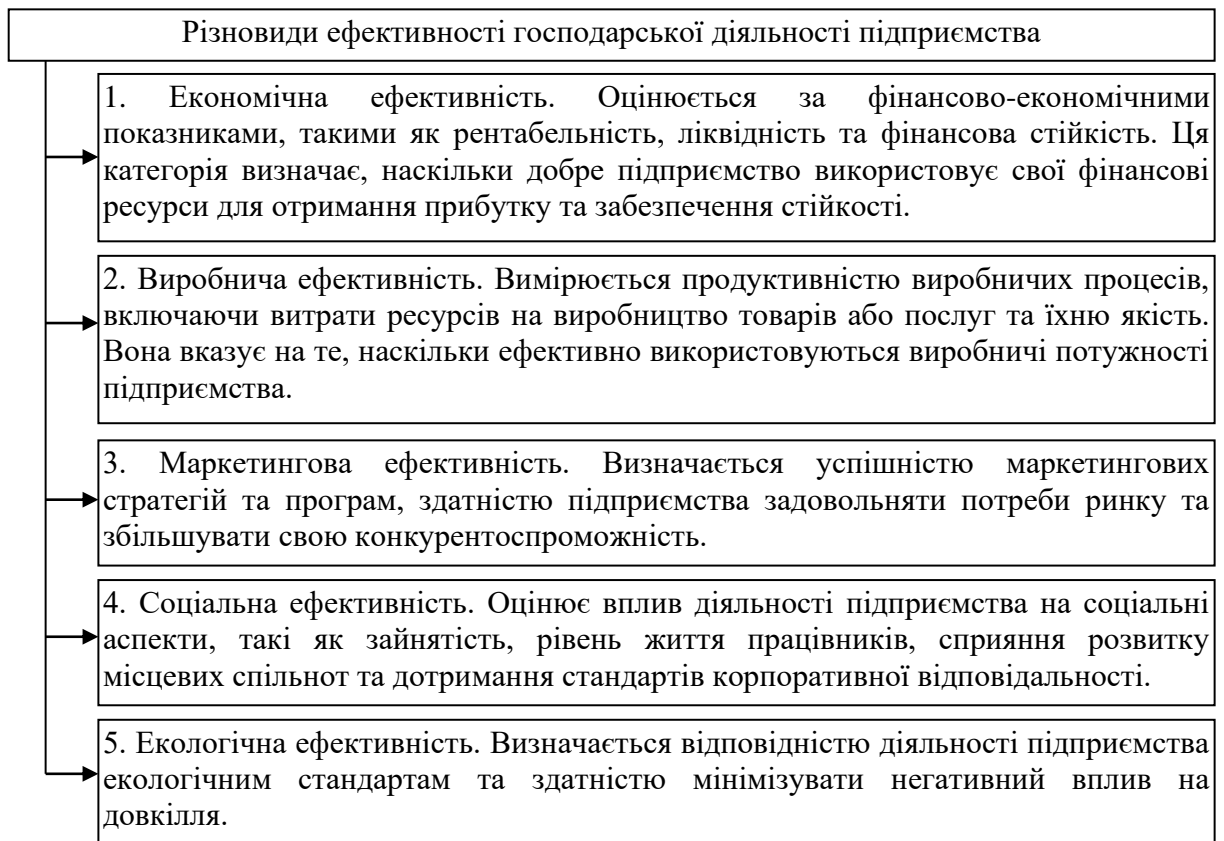 Різновиди ефективності господарської діяльності підприємства
1. Економічна ефективність. Оцінюється за фінансово-економічними
показниками, такими як рентабельність, ліквідність та фінансова стійкість. Ця
категорія визначає, наскільки добре підприємство використовує свої фінансові
ресурси для отримання прибутку та забезпечення стійкості.
2. Виробнича ефективність. Вимірюється продуктивністю виробничих процесів,
включаючи витрати ресурсів на виробництво товарів або послуг та їхню якість.
Вона вказує на те, наскільки ефективно використовуються виробничі потужності
підприємства.
3. Маркетингова ефективність. Визначається успішністю маркетингових
стратегій та програм, здатністю підприємства задовольняти потреби ринку та
збільшувати свою конкурентоспроможність.
4. Соціальна ефективність. Оцінює вплив діяльності підприємства на соціальні
аспекти, такі як зайнятість, рівень життя працівників, сприяння розвитку
місцевих спільнот та дотримання стандартів корпоративної відповідальності.
5. Екологічна ефективність. Визначається відповідністю діяльності підприємства
екологічним стандартам та здатністю мінімізувати негативний вплив на
довкілля.